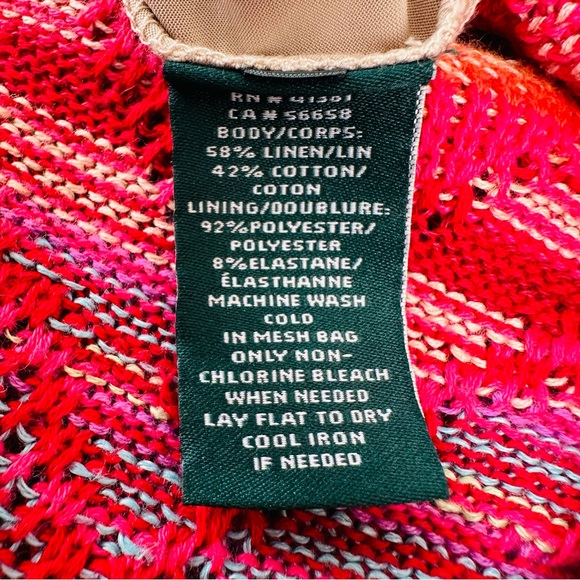 RN # 41381
CA # 56658
BODY/CORPS:
58% LINEN/LIN
42% COTTON/
COTON
LINING/DOUBLURE:
92%POLYESTER/
POLYESTER
8%ELASTANE/
ÉLASTHANNE
MACHINE WASH
COLD
IN MESH BAG
ONLY NON-
CHLORINE BLEACH
WHEN NEEDED
LAY FLAT TO DRY
COOL IRON
IF NEEDED